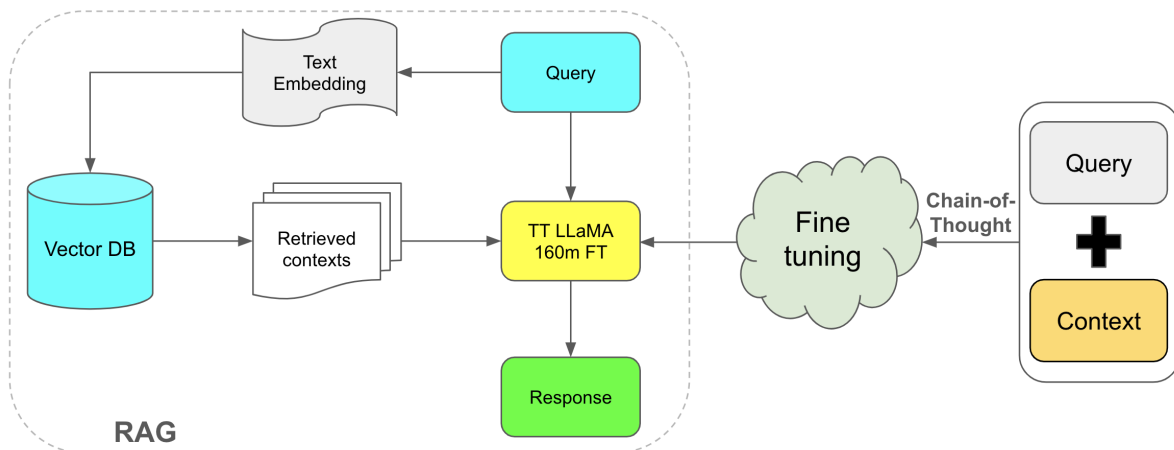 Text
Embedding
Query
Vector DB
Retrieved
contexts
TT LLaMA
160m FT
Response
RAG
Fine
tuning
Chain-of-
Thought
Query
Context